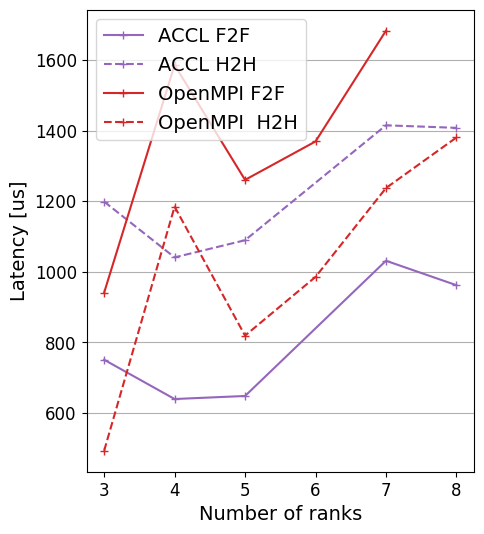 ACCL F2F
ACCL H2H
OpenMPI F2F
OpenMPI  H2H
1600
1400
1200
1000
800
600
Latency [us]
3 4 5 6 7 8
Number of ranks